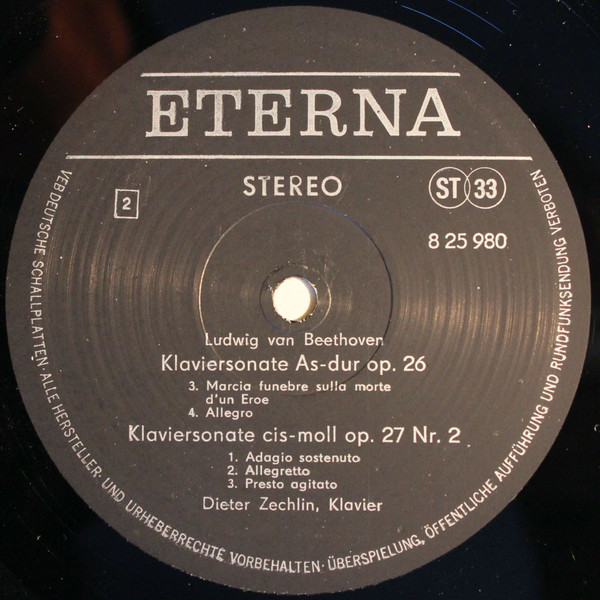 ETERNA
STEREO
ST 33
2
8 25 980
Ludwig van Beethoven
Klaviersonate As-dur op. 26
3. Marcia funebre sulla morte
d'un Eroe
4. Allegro
Klaviersonate cis-moll op. 27 Nr. 2
1. Adagio sostenuto
2. Allegretto
3. Presto agitato
Dieter Zechlin, Klavier
VEB DEUTSCHE SCHALLPLATTEN · ALLE HERSTELLER- UND URHEBERRECHTE VORBEHALTEN · ÜBERSPIELUNG, ÖFFENTLICHE AUFFÜHRUNG UND RUNDFUNKSENDUNG VERBOTEN